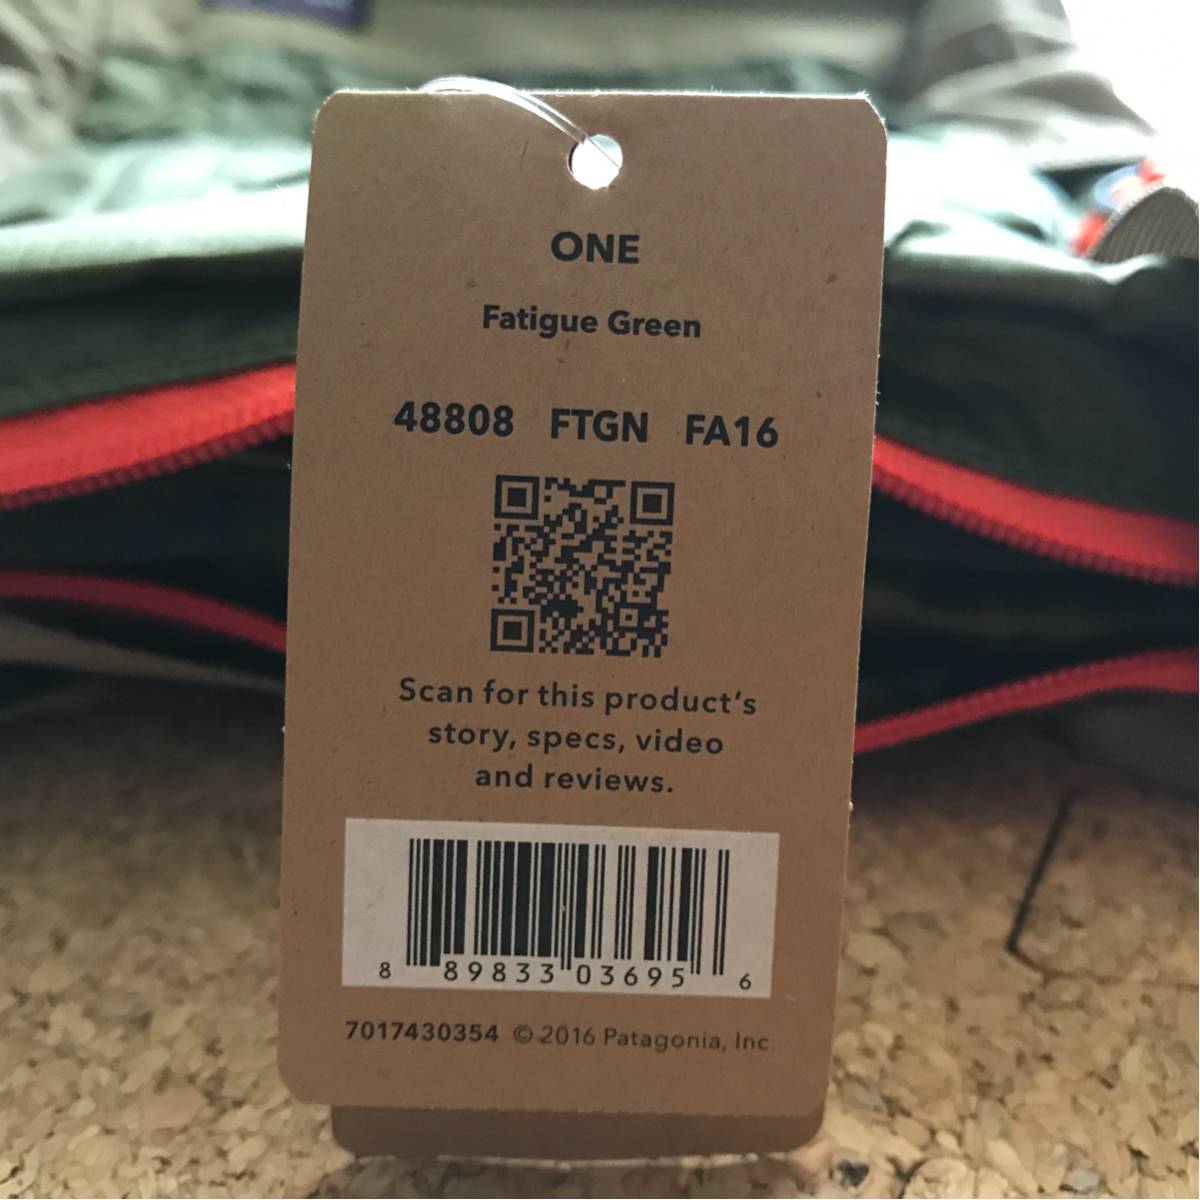 ONE
Fatigue Green
48808 FTGN FA16
Scan for this product's
story, specs, video
and reviews.
8 89833 03695 6
7017430354 © 2016 Patagonia, Inc.